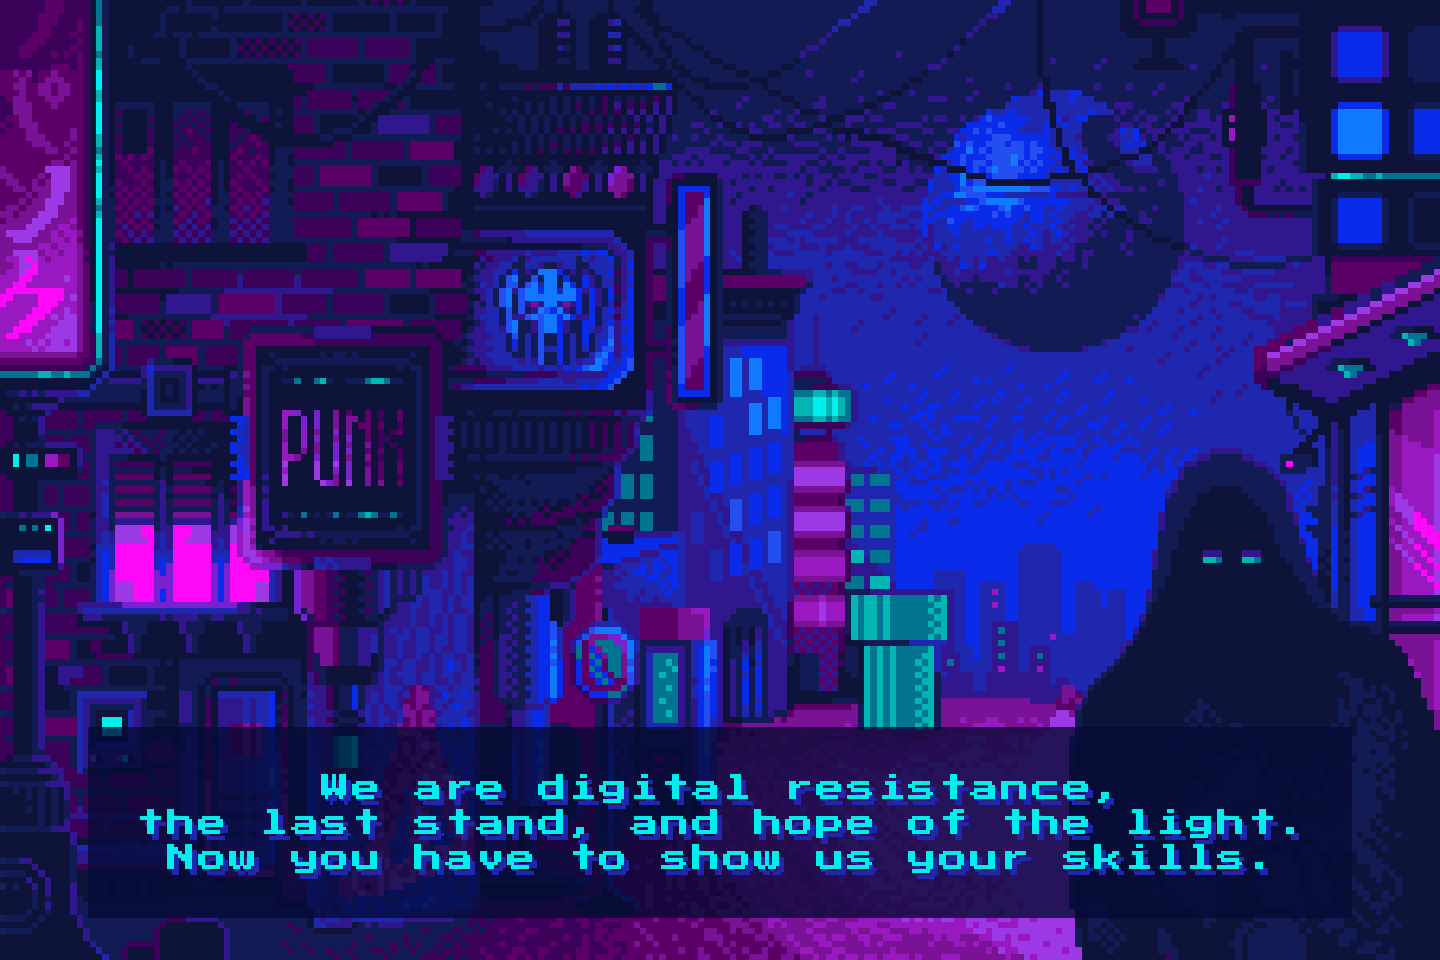 PUNK
We are digital resistance,
the last stand, and hope of the light.
Now you have to show us your skills.